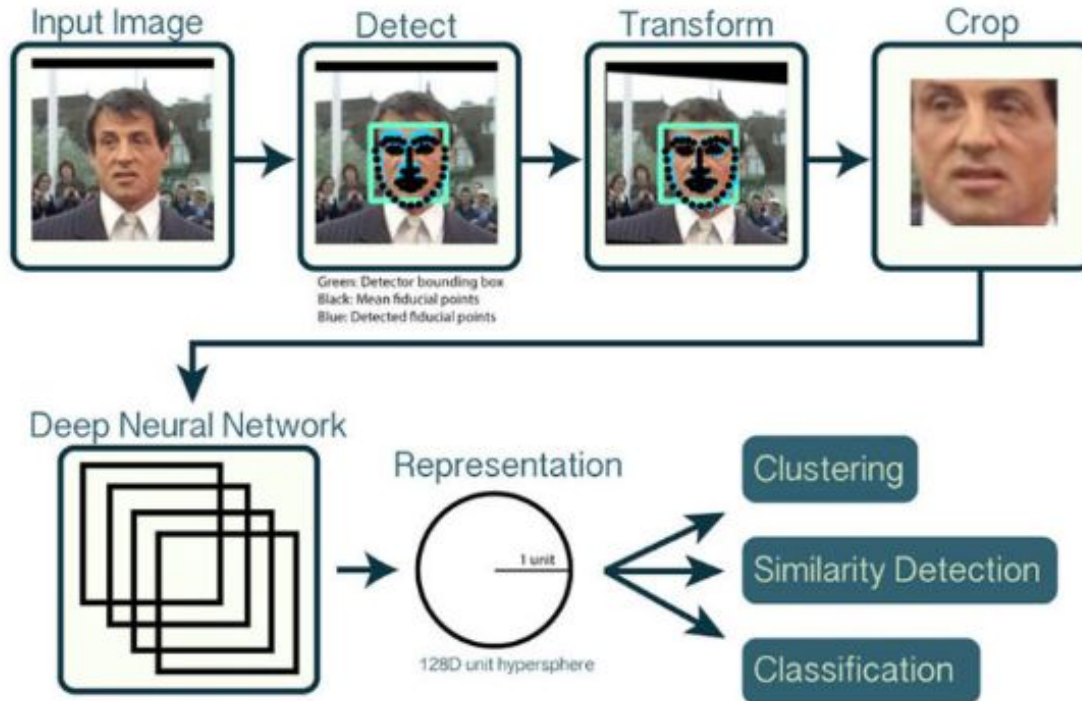 Input Image
Detect
Transform
Crop
Green: Detector bounding box
Black: Mean fiducial points
Blue: Detected fiducial points
Deep Neural Network
Representation
1 unit
128D unit hypersphere
Clustering
Similarity Detection
Classification